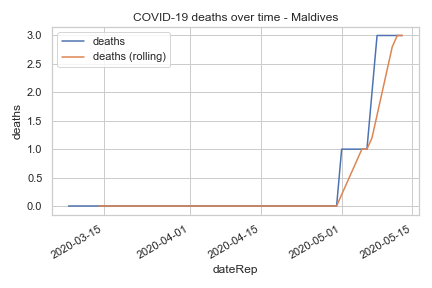 COVID-19 deaths over time - Maldives
deaths
deaths (rolling)
3.0
2.5
2.0
1.5
1.0
0.5
0.0
deaths
2020-03-15
2020-04-01
2020-04-15
2020-05-01
2020-05-15
dateRep